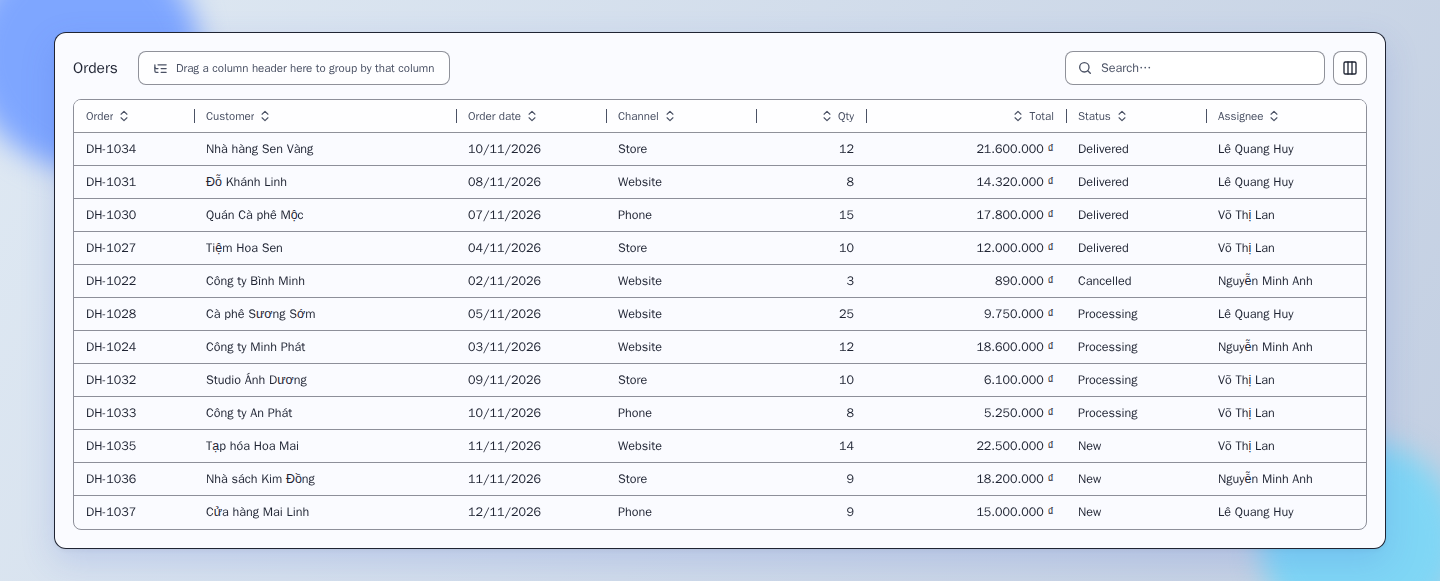 Orders Drag a column header here to group by that column Search…
Order Customer Order date Channel Qty Total Status Assignee
DH-1034 Nhà hàng Sen Vàng 10/11/2026 Store 12 21.600.000 ₫ Delivered Lê Quang Huy
DH-1031 Đỗ Khánh Linh 08/11/2026 Website 8 14.320.000 ₫ Delivered Lê Quang Huy
DH-1030 Quán Cà phê Mộc 07/11/2026 Phone 15 17.800.000 ₫ Delivered Võ Thị Lan
DH-1027 Tiệm Hoa Sen 04/11/2026 Store 10 12.000.000 ₫ Delivered Võ Thị Lan
DH-1022 Công ty Bình Minh 02/11/2026 Website 3 890.000 ₫ Cancelled Nguyễn Minh Anh
DH-1028 Cà phê Sương Sớm 05/11/2026 Website 25 9.750.000 ₫ Processing Lê Quang Huy
DH-1024 Công ty Minh Phát 03/11/2026 Website 12 18.600.000 ₫ Processing Nguyễn Minh Anh
DH-1032 Studio Ánh Dương 09/11/2026 Store 10 6.100.000 ₫ Processing Võ Thị Lan
DH-1033 Công ty An Phát 10/11/2026 Phone 8 5.250.000 ₫ Processing Võ Thị Lan
DH-1035 Tạp hóa Hoa Mai 11/11/2026 Website 14 22.500.000 ₫ New Võ Thị Lan
DH-1036 Nhà sách Kim Đồng 11/11/2026 Store 9 18.200.000 ₫ New Nguyễn Minh Anh
DH-1037 Cửa hàng Mai Linh 12/11/2026 Phone 9 15.000.000 ₫ New Lê Quang Huy